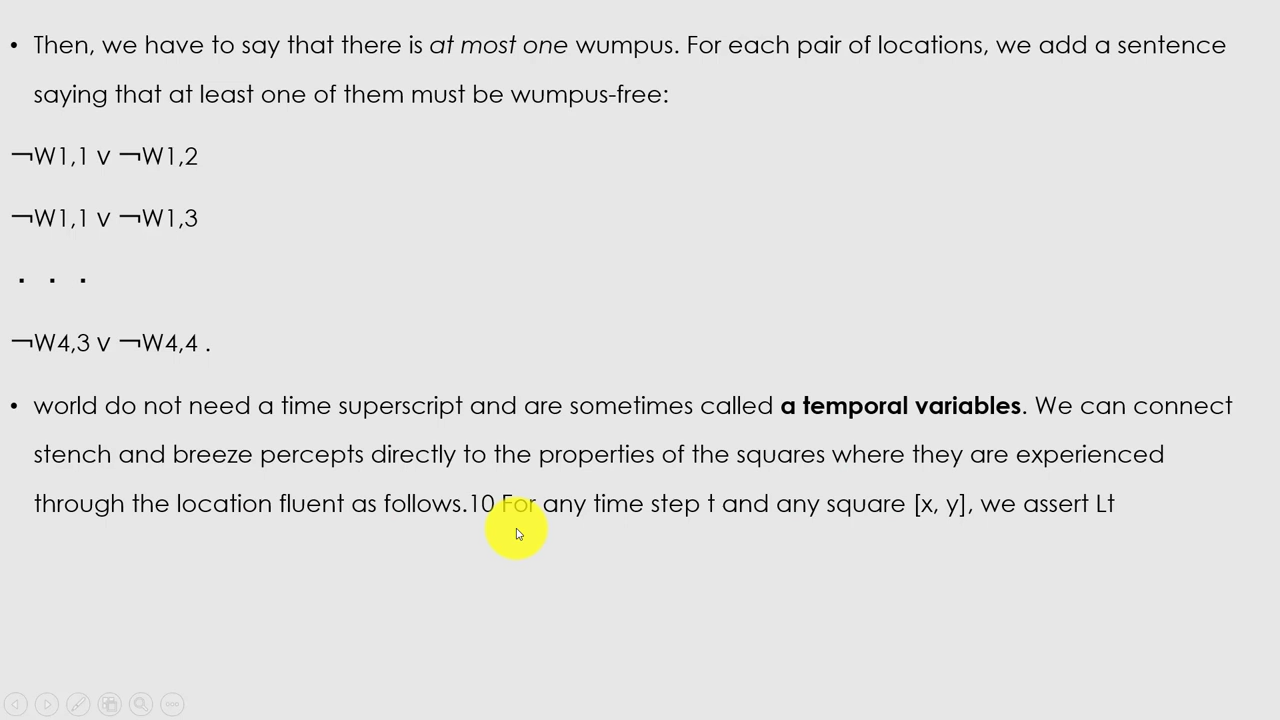 • Then, we have to say that there is at most one wumpus. For each pair of locations, we add a sentence
saying that at least one of them must be wumpus-free:
¬W1,1 v ¬W1,2
¬W1,1 v ¬W1,3
. . .
¬W4,3 v ¬W4,4 .
• world do not need a time superscript and are sometimes called a temporal variables. We can connect
stench and breeze percepts directly to the properties of the squares where they are experienced
through the location fluent as follows.10 For any time step t and any square [x, y], we assert Lt